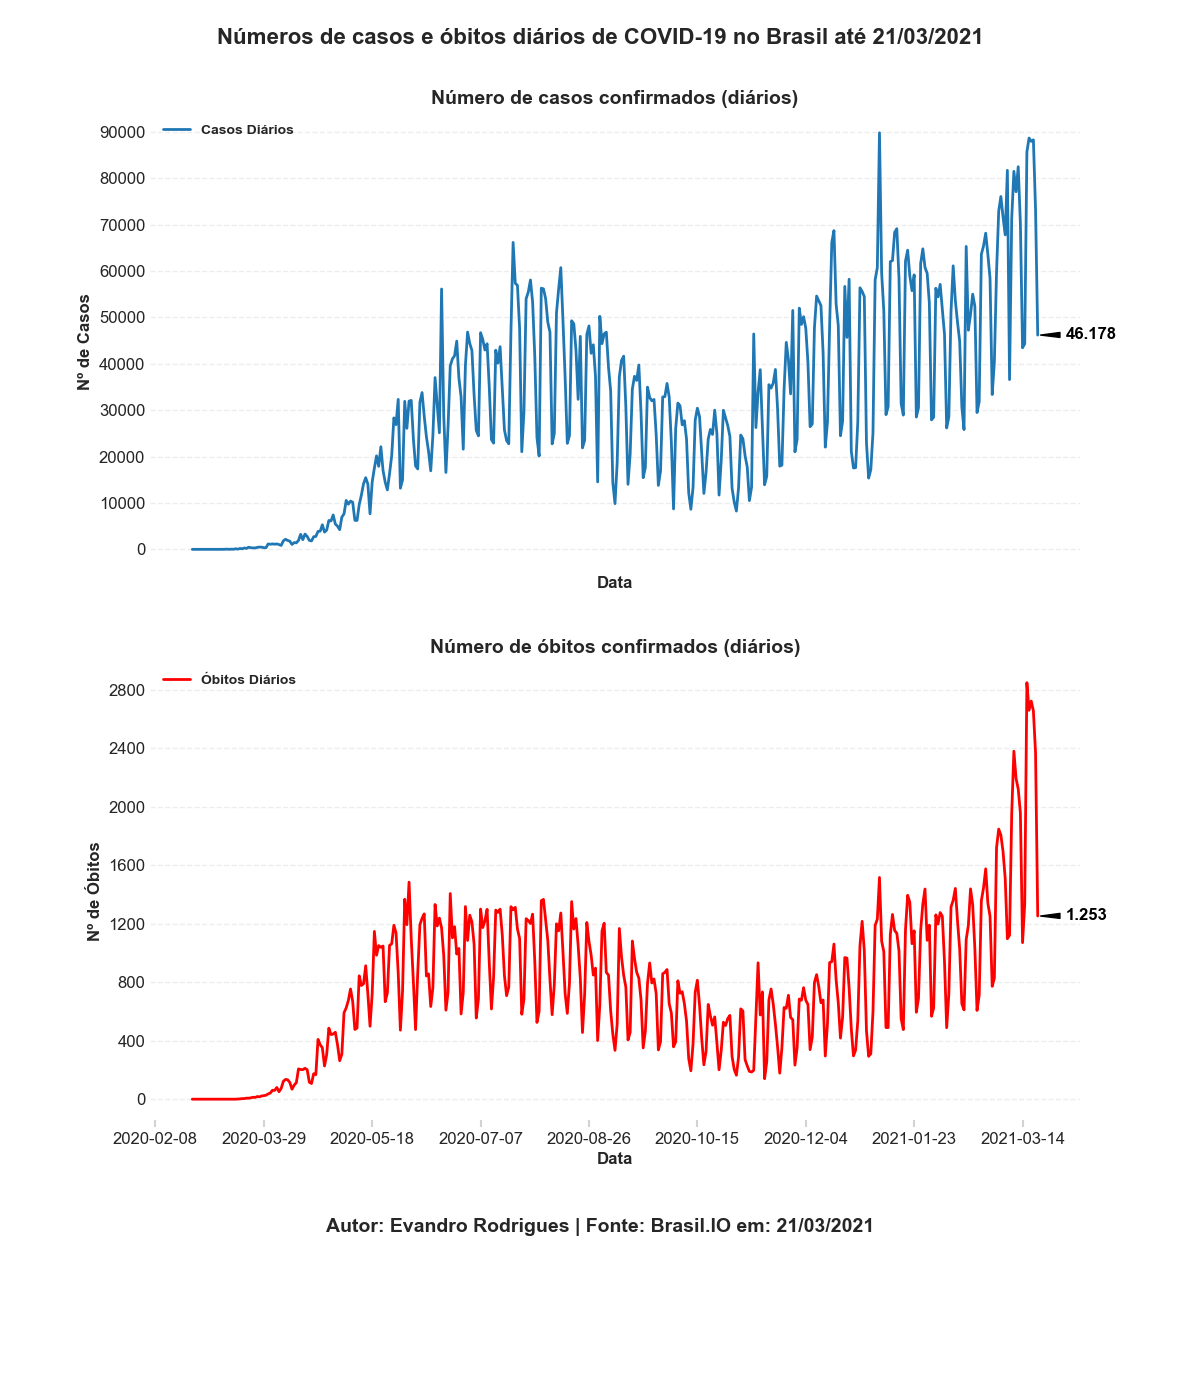 Números de casos e óbitos diários de COVID-19 no Brasil até 21/03/2021
Número de casos confirmados (diários)
Casos Diários
90000
80000
70000
60000
50000
40000
30000
20000
10000
0
Nº de Casos
46.178
Data
Número de óbitos confirmados (diários)
Óbitos Diários
2800
2400
2000
1600
1200
800
400
0
Nº de Óbitos
1.253
2020-02-08 2020-03-29 2020-05-18 2020-07-07 2020-08-26 2020-10-15 2020-12-04 2021-01-23 2021-03-14
Data
Autor: Evandro Rodrigues | Fonte: Brasil.IO em: 21/03/2021